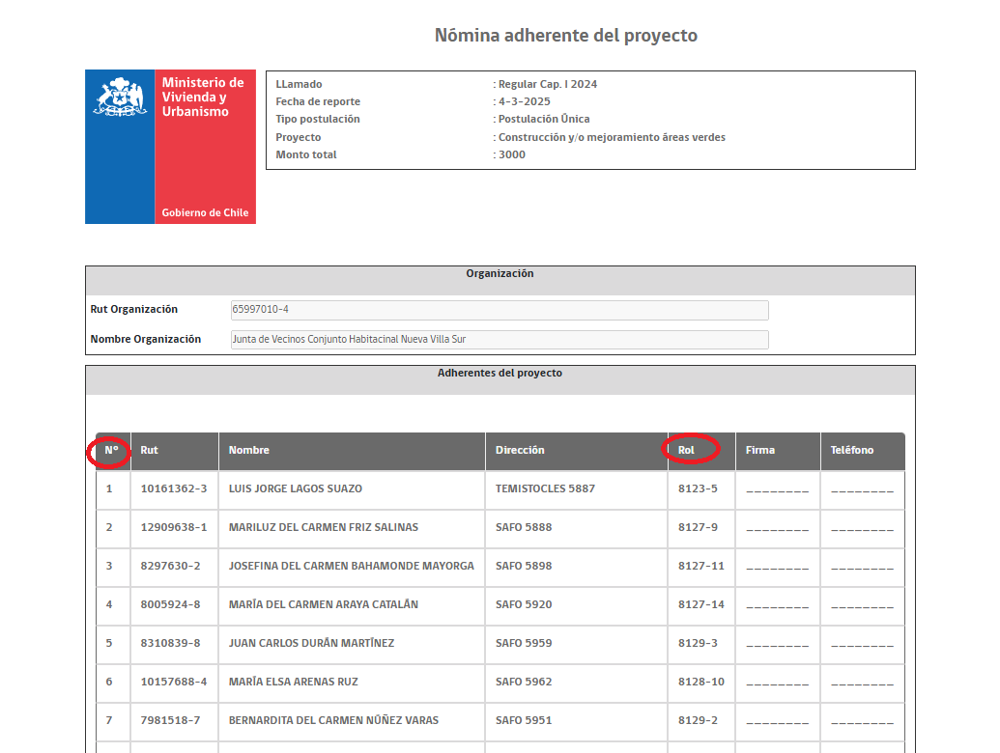 Nómina adherente del proyecto
Ministerio de
Vivienda y
Urbanismo
Gobierno de Chile
LLamado : Regular Cap. I 2024
Fecha de reporte : 4-3-2025
Tipo postulación : Postulación Única
Proyecto : Construcción y/o mejoramiento áreas verdes
Monto total : 3000
Organización
Rut Organización 65997010-4
Nombre Organización Junta de Vecinos Conjunto Habitacinal Nueva Villa Sur
Adherentes del proyecto
Nº Rut Nombre Dirección Rol Firma Teléfono
1 10161362-3 LUIS JORGE LAGOS SUAZO TEMISTOCLES 5887 8123-5 ________ ________
2 12909638-1 MARILUZ DEL CARMEN FRIZ SALINAS SAFO 5888 8127-9 ________ ________
3 8297630-2 JOSEFINA DEL CARMEN BAHAMONDE MAYORGA SAFO 5898 8127-11 ________ ________
4 8005924-8 MARÍA DEL CARMEN ARAYA CATALÁN SAFO 5920 8127-14 ________ ________
5 8310839-8 JUAN CARLOS DURÁN MARTÍNEZ SAFO 5959 8129-3 ________ ________
6 10157688-4 MARÍA ELSA ARENAS RUZ SAFO 5962 8128-10 ________ ________
7 7981518-7 BERNARDITA DEL CARMEN NÚÑEZ VARAS SAFO 5951 8129-2 ________ ________